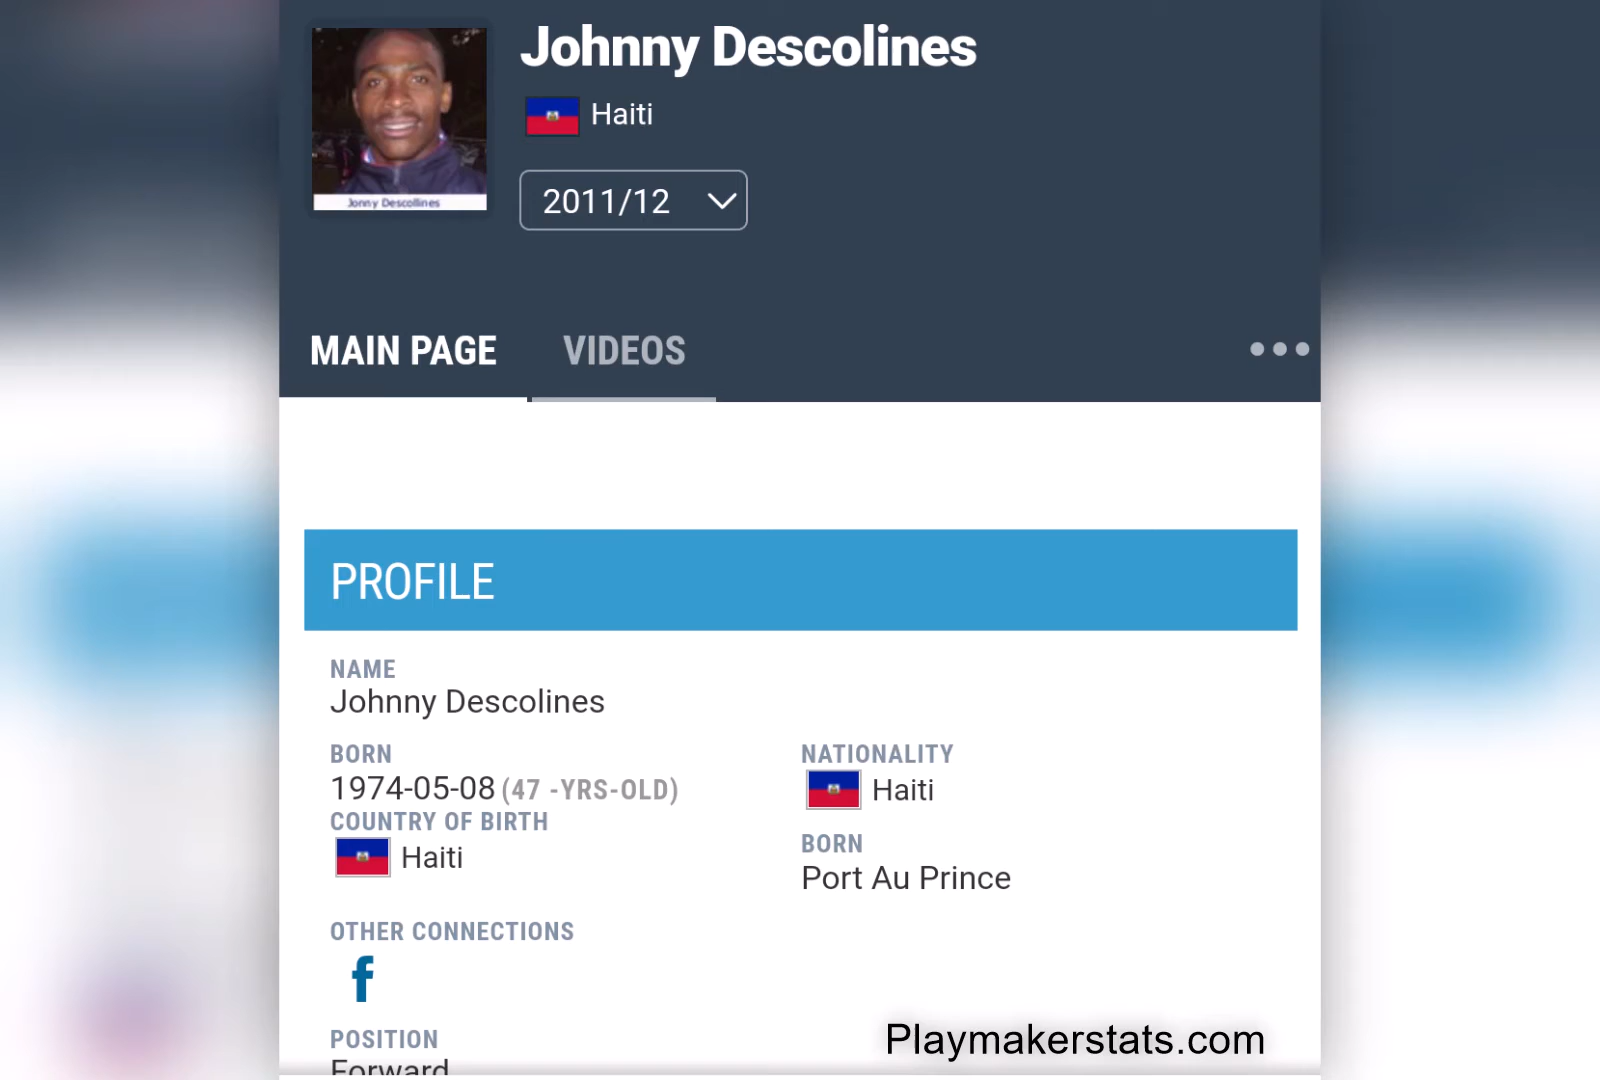 Johnny Descolines
Haiti
Jonny Descollines
2011/12
MAIN PAGE
VIDEOS
PROFILE
NAME
Johnny Descolines
BORN
1974-05-08 (47 -YRS-OLD)
NATIONALITY
Haiti
COUNTRY OF BIRTH
Haiti
BORN
Port Au Prince
OTHER CONNECTIONS
f
POSITION
Forward
Playmakerstats.com